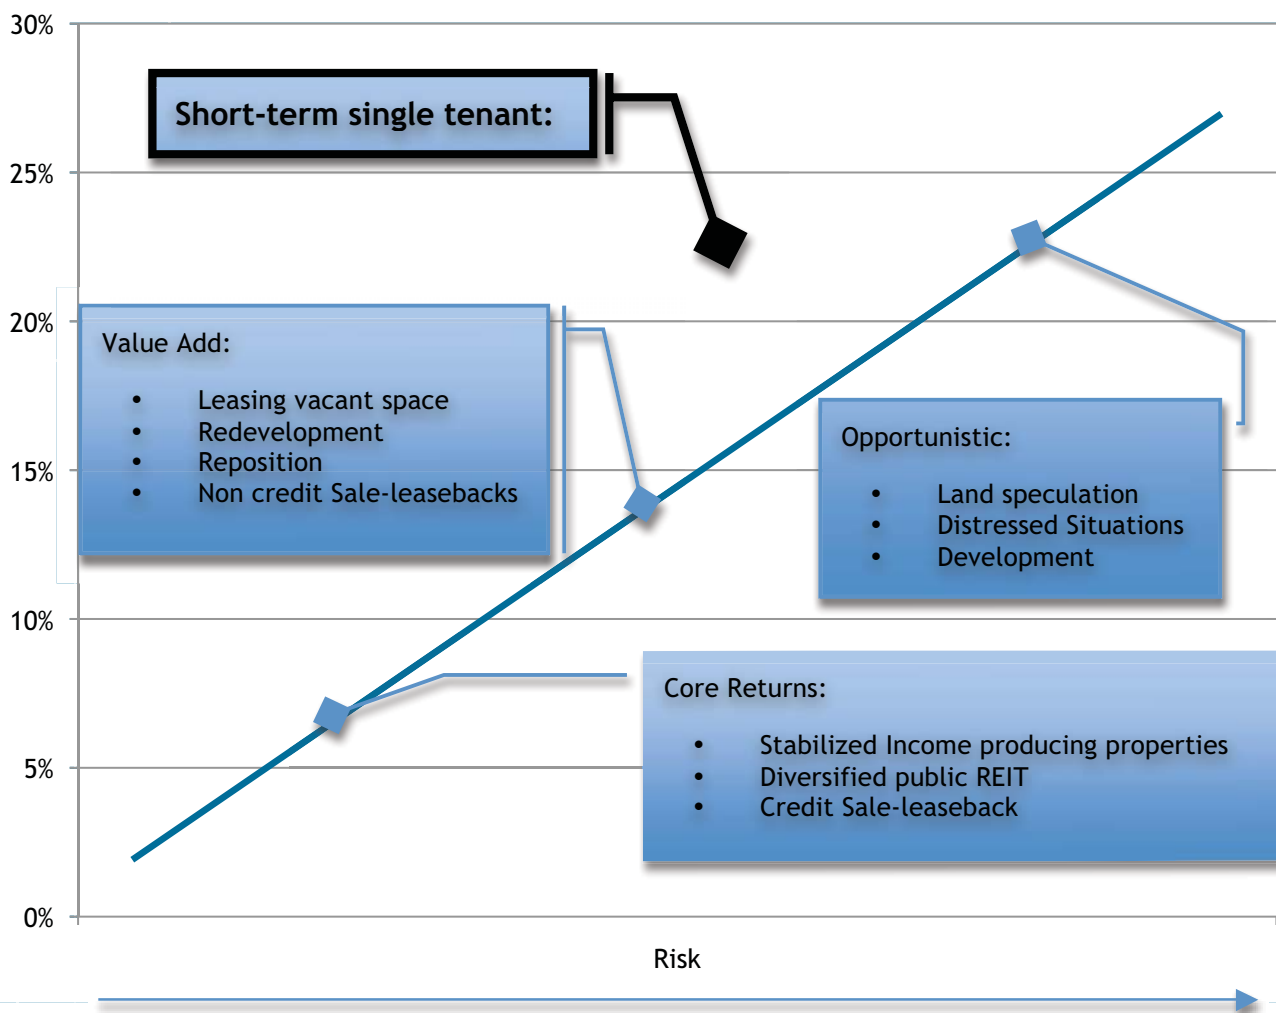 30%
Short-term single tenant:
25%
20%
Value Add:
• Leasing vacant space
• Redevelopment
• Reposition
• Non credit Sale-leasebacks
Opportunistic:
• Land speculation
• Distressed Situations
• Development
15%
10%
Core Returns:
• Stabilized Income producing properties
• Diversified public REIT
• Credit Sale-leaseback
5%
0%
Risk